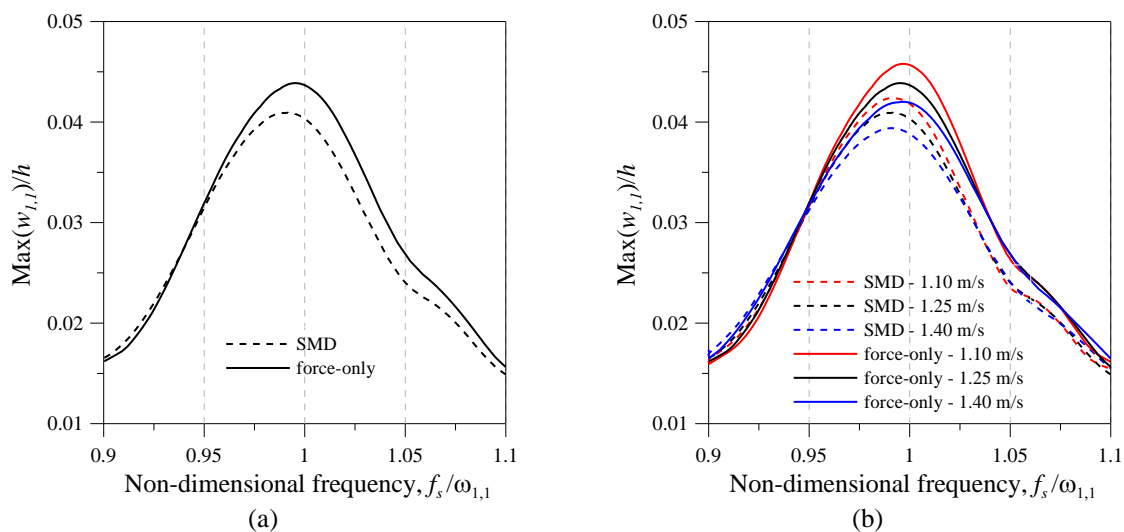 0.05
0.04
0.03
0.02
0.01
Max(w1,1)/h
0.9
0.95
1
1.05
1.1
Non-dimensional frequency, fs/ω1,1
SMD
force-only
(a)
0.05
0.04
0.03
0.02
0.01
Max(w1,1)/h
0.9
0.95
1
1.05
1.1
Non-dimensional frequency, fs/ω1,1
SMD - 1.10 m/s
SMD - 1.25 m/s
SMD - 1.40 m/s
force-only - 1.10 m/s
force-only - 1.25 m/s
force-only - 1.40 m/s
(b)